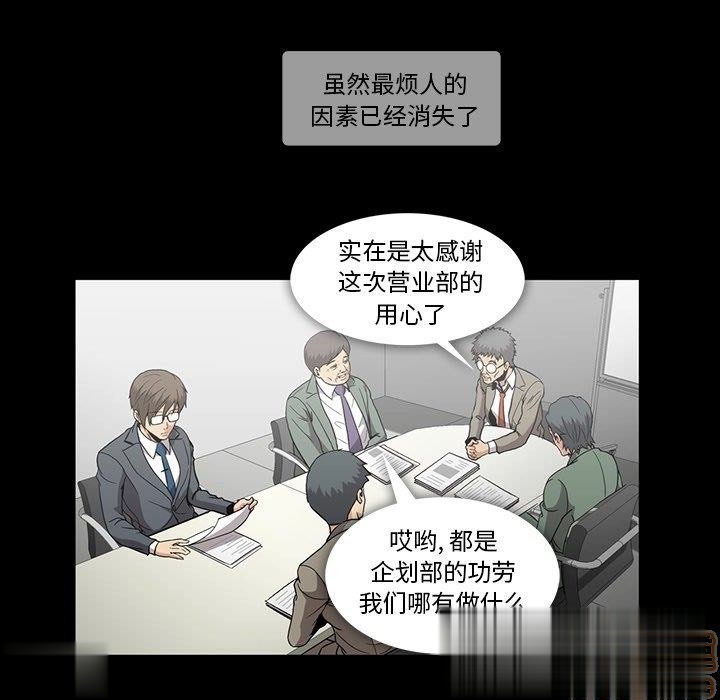 虽然最烦人的
因素已经消失了
实在是太感谢
这次营业部的
用心了
哎哟, 都是
企划部的功劳
我们哪有做什么